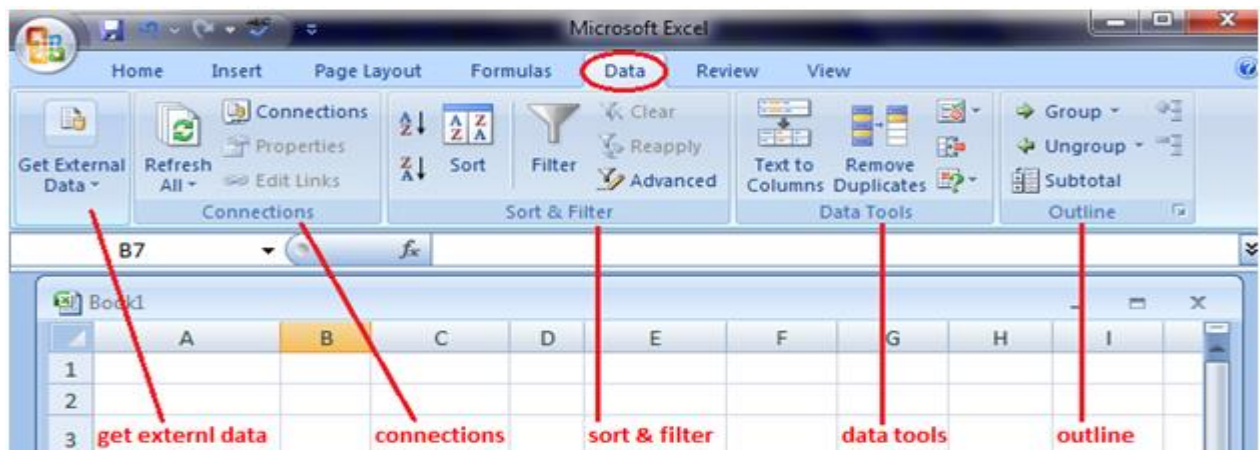 Microsoft Excel
Home Insert Page Layout Formulas Data Review View
Get External Data
Refresh All
Connections
Properties
Edit Links
Connections
A Z
Z A
A Z Z A
Sort
Filter
Clear
Reapply
Advanced
Sort & Filter
Text to Columns
Remove Duplicates
Data Tools
Group
Ungroup
Subtotal
Outline
B7 fx
Book1
A B C D E F G H I
1
2
3 get externl data connections sort & filter data tools outline